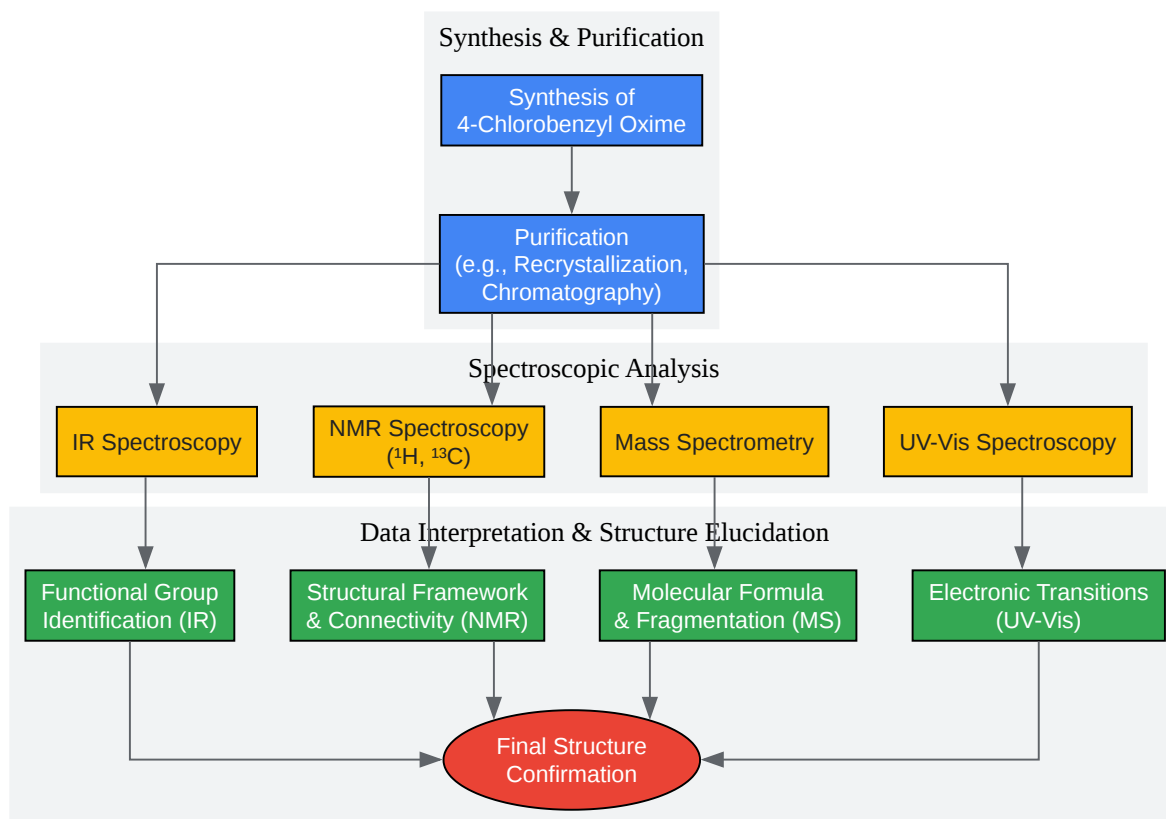 Synthesis & Purification
Synthesis of
4-Chlorobenzyl Oxime
Purification
(e.g., Recrystallization,
Chromatography)
Spectroscopic Analysis
IR Spectroscopy
NMR Spectroscopy
(¹H, ¹³C)
Mass Spectrometry
UV-Vis Spectroscopy
Data Interpretation & Structure Elucidation
Functional Group
Identification (IR)
Structural Framework
& Connectivity (NMR)
Molecular Formula
& Fragmentation (MS)
Electronic Transitions
(UV-Vis)
Final Structure
Confirmation